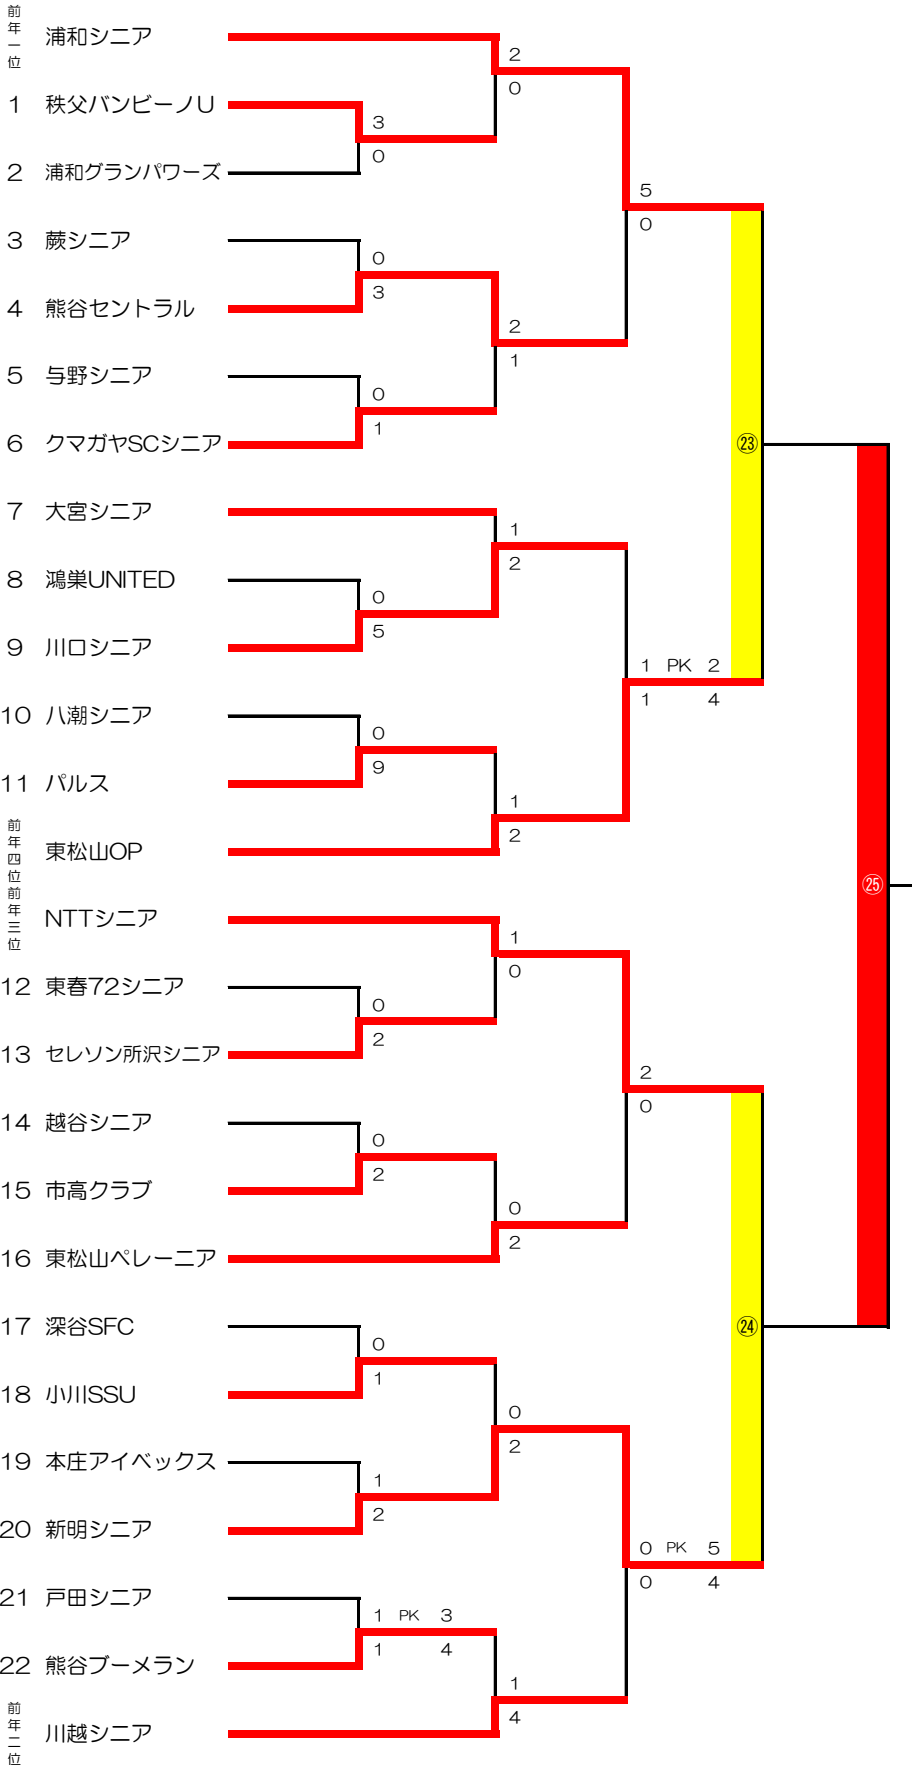 前年一位 浦和シニア
2
0
1 秩父バンビーノU
3
0
2 浦和グランパワーズ
5
0
3 蕨シニア
0
3
4 熊谷セントラル
2
1
5 与野シニア
0
1
6 クマガヤSCシニア
㉓
7 大宮シニア
1
2
8 鴻巣UNITED
0
5
9 川口シニア
1 PK 2
1 4
10 八潮シニア
0
9
11 パルス
1
2
前年四位 東松山OP
㉕
前年三位 NTTシニア
1
0
12 東春72シニア
0
2
13 セレソン所沢シニア
2
0
14 越谷シニア
0
2
15 市高クラブ
0
2
16 東松山ペレーニア
17 深谷SFC
㉔
0
1
18 小川SSU
0
2
19 本庄アイベックス
1
2
20 新明シニア
0 PK 5
0 4
21 戸田シニア
1 PK 3
1 4
22 熊谷ブーメラン
1
4
前年二位 川越シニア